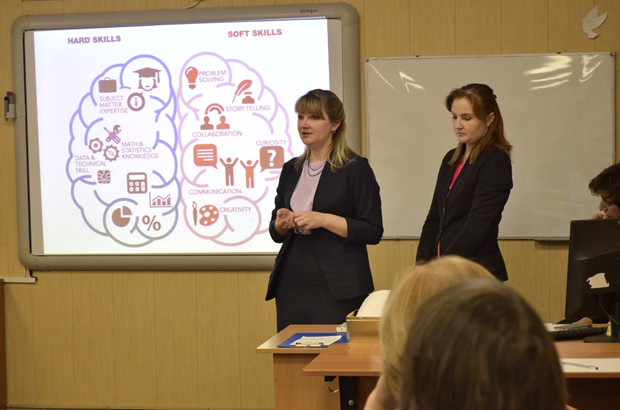 HARD SKILLS
SOFT SKILLS
SUBJECT
MATTER
EXPERTISE
MATH &
STATISTICS
KNOWLEDGE
DATA &
TECHNICAL
SKILL
PROBLEM
SOLVING
STORY TELLING
COLLABORATION
CURIOSITY
COMMUNICATION
CREATIVITY